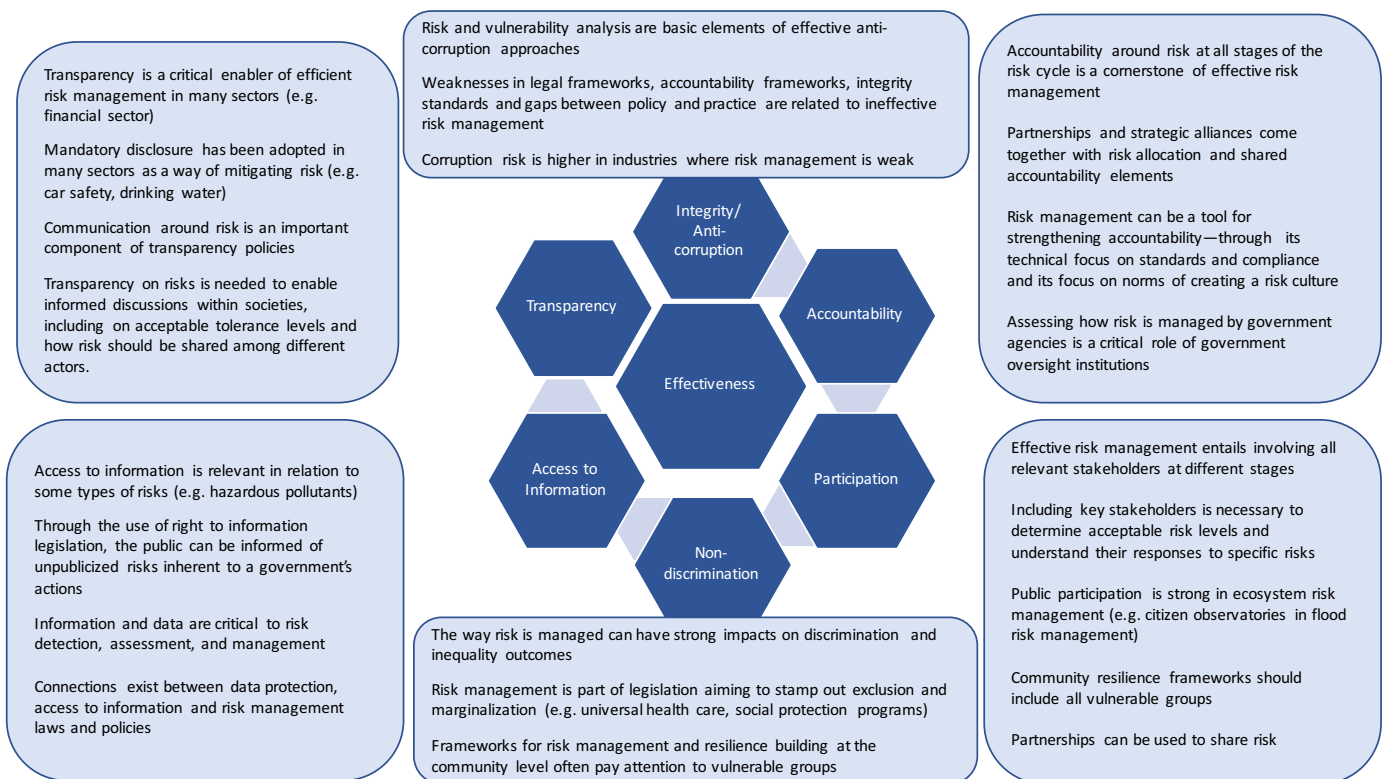 Risk and vulnerability analysis are basic elements of effective anti-
corruption approaches
Weaknesses in legal frameworks, accountability frameworks, integrity
standards and gaps between policy and practice are related to ineffective
risk management
Corruption risk is higher in industries where risk management is weak
Transparency is a critical enabler of efficient
risk management in many sectors (e.g.
financial sector)
Mandatory disclosure has been adopted in
many sectors as a way of mitigating risk (e.g.
car safety, drinking water)
Communication around risk is an important
component of transparency policies
Transparency on risks is needed to enable
informed discussions within societies,
including on acceptable tolerance levels and
how risk should be shared among different
actors.
Accountability around risk at all stages of the
risk cycle is a cornerstone of effective risk
management
Partnerships and strategic alliances come
together with risk allocation and shared
accountability elements
Risk management can be a tool for
strengthening accountability—through its
technical focus on standards and compliance
and its focus on norms of creating a risk culture
Assessing how risk is managed by government
agencies is a critical role of government
oversight institutions
Integrity/
Anti-
corruption
Transparency
Accountability
Effectiveness
Access to
Information
Participation
Non-
discrimination
Access to information is relevant in relation to
some types of risks (e.g. hazardous pollutants)
Through the use of right to information
legislation, the public can be informed of
unpublicized risks inherent to a government's
actions
Information and data are critical to risk
detection, assessment, and management
Connections exist between data protection,
access to information and risk management
laws and policies
The way risk is managed can have strong impacts on discrimination and
inequality outcomes
Risk management is part of legislation aiming to stamp out exclusion and
marginalization (e.g. universal health care, social protection programs)
Frameworks for risk management and resilience building at the
community level often pay attention to vulnerable groups
Effective risk management entails involving all
relevant stakeholders at different stages
Including key stakeholders is necessary to
determine acceptable risk levels and
understand their responses to specific risks
Public participation is strong in ecosystem risk
management (e.g. citizen observatories in flood
risk management)
Community resilience frameworks should
include all vulnerable groups
Partnerships can be used to share risk